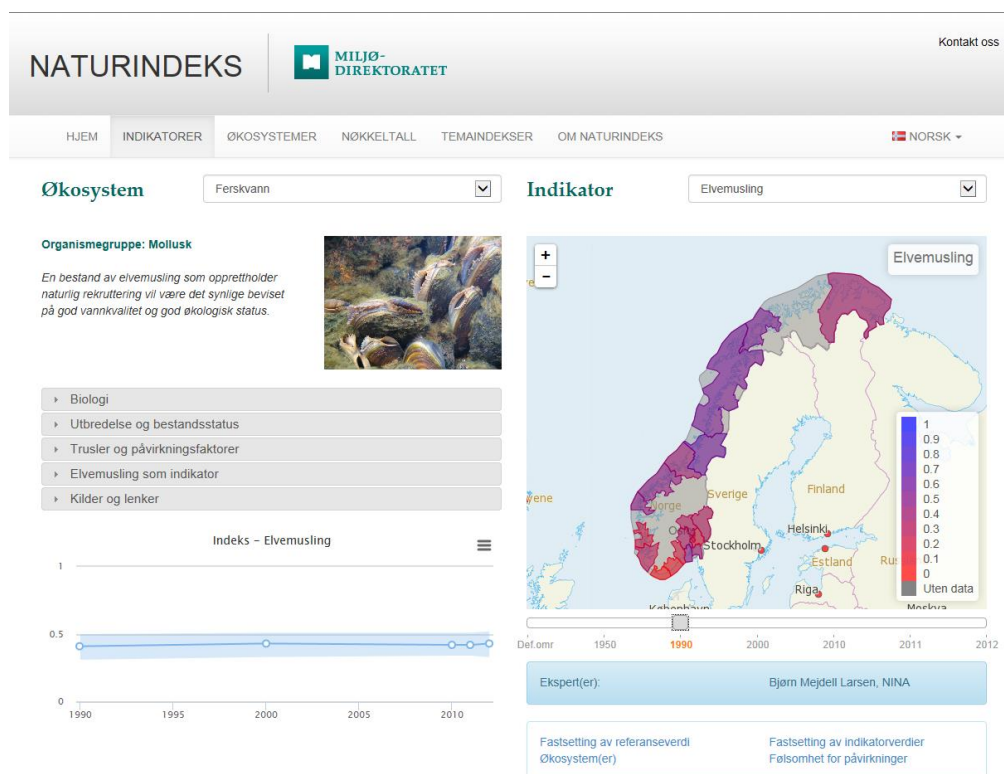 Kontakt oss
NATURINDEKS
MILJØ-
DIREKTORATET
HJEM INDIKATORER ØKOSYSTEMER NØKKELTALL TEMAINDEKSER OM NATURINDEKS NORSK
Økosystem Ferskvann
Indikator Elvemusling
Organismegruppe: Mollusk
En bestand av elvemusling som opprettholder
naturlig rekruttering vil være det synlige beviset
på god vannkvalitet og god økologisk status.
Biologi
Utbredelse og bestandsstatus
Trusler og påvirkningsfaktorer
Elvemusling som indikator
Kilder og lenker
Indeks – Elvemusling
1
0.5
0
1990 1995 2000 2005 2010
+
−
Elvemusling
Norge
Sverige
Finland
Helsinki
Stockholm
Estland
Riga
København
Moskva
1
0.9
0.8
0.7
0.6
0.5
0.4
0.3
0.2
0.1
0
Uten data
Def.omr 1950 1990 2000 2010 2011 2012
Ekspert(er): Bjørn Mejdell Larsen, NINA
Fastsetting av referanseverdi Fastsetting av indikatorverdier
Økosystem(er) Følsomhet for påvirkninger